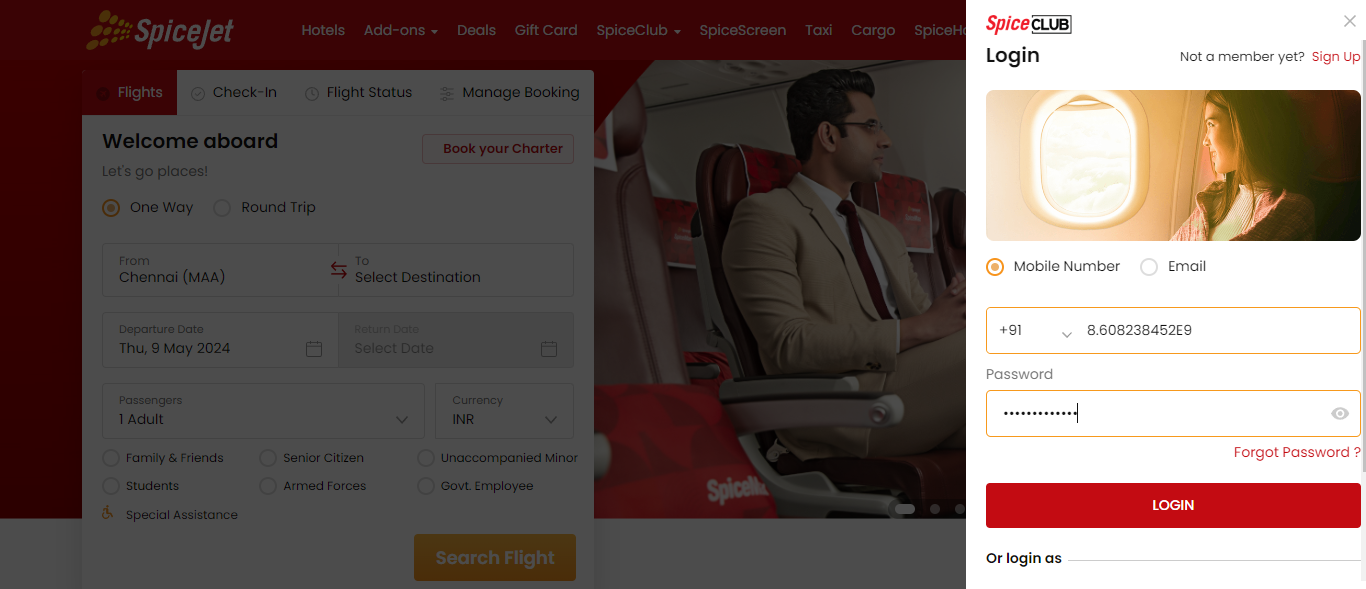 SpiceJet
Hotels Add-ons Deals Gift Card SpiceClub SpiceScreen Taxi Cargo
Flights Check-In Flight Status Manage Booking
Welcome aboard
Book your Charter
Let's go places!
One Way Round Trip
From To
Chennai (MAA) Select Destination
Departure Date Return Date
Thu, 9 May 2024 Select Date
Passengers Currency
1 Adult INR
Family & Friends Senior Citizen Unaccompanied Minor
Students Armed Forces Govt. Employee
Special Assistance
Search Flight
SpiceCLUB
Login Not a member yet? Sign Up
Mobile Number Email
+91 8.608238452E9
Password
•••••••••••••
Forgot Password ?
LOGIN
Or login as